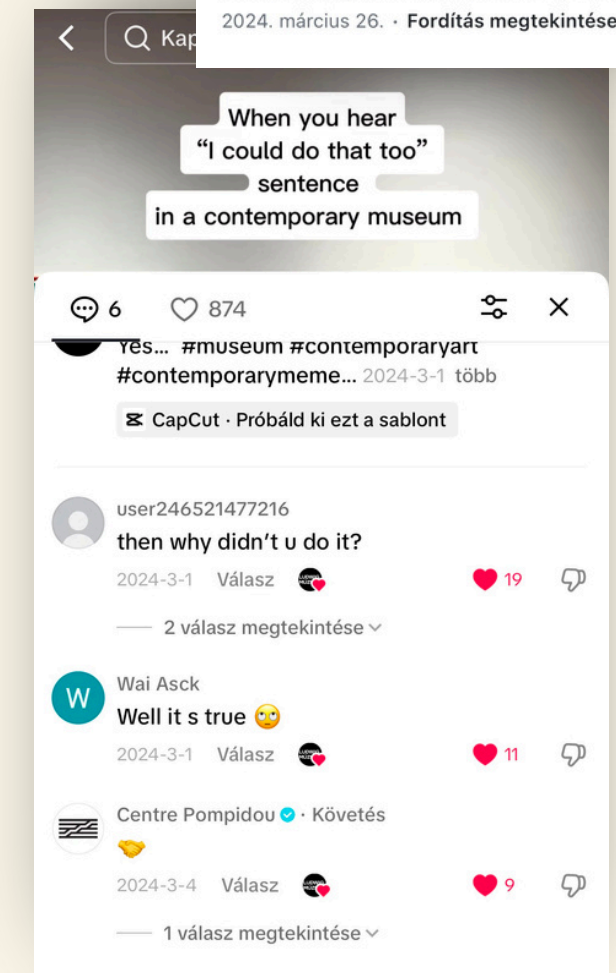 2024. március 26. · Fordítás megtekintése
Kap
When you hear
“I could do that too”
sentence
in a contemporary museum
6 874
Yes... #museum #contemporaryart
#contemporarymeme... 2024-3-1 több
CapCut · Próbáld ki ezt a sablont
user246521477216
then why didn’t u do it?
2024-3-1 Válasz 19
2 válasz megtekintése
W
Wai Asck
Well it s true 🙄
2024-3-1 Válasz 11
Centre Pompidou · Követés
🤝
2024-3-4 Válasz 9
1 válasz megtekintése